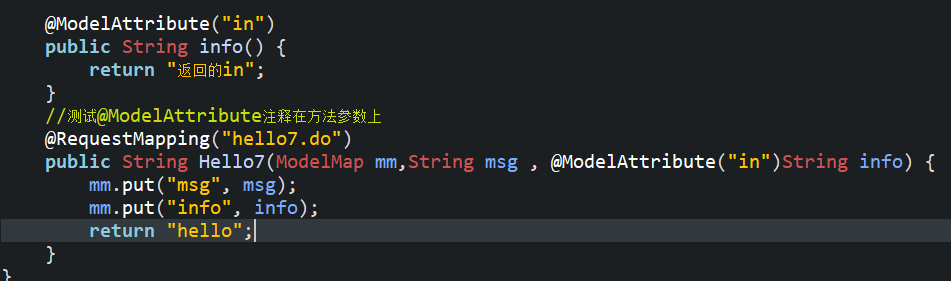 @ModelAttribute("in")
public String info() {
return "返回的in";
}
//测试@ModelAttribute注释在方法参数上
@RequestMapping("hello7.do")
public String Hello7(ModelMap mm,String msg , @ModelAttribute("in")String info) {
mm.put("msg", msg);
mm.put("info", info);
return "hello";
}
}